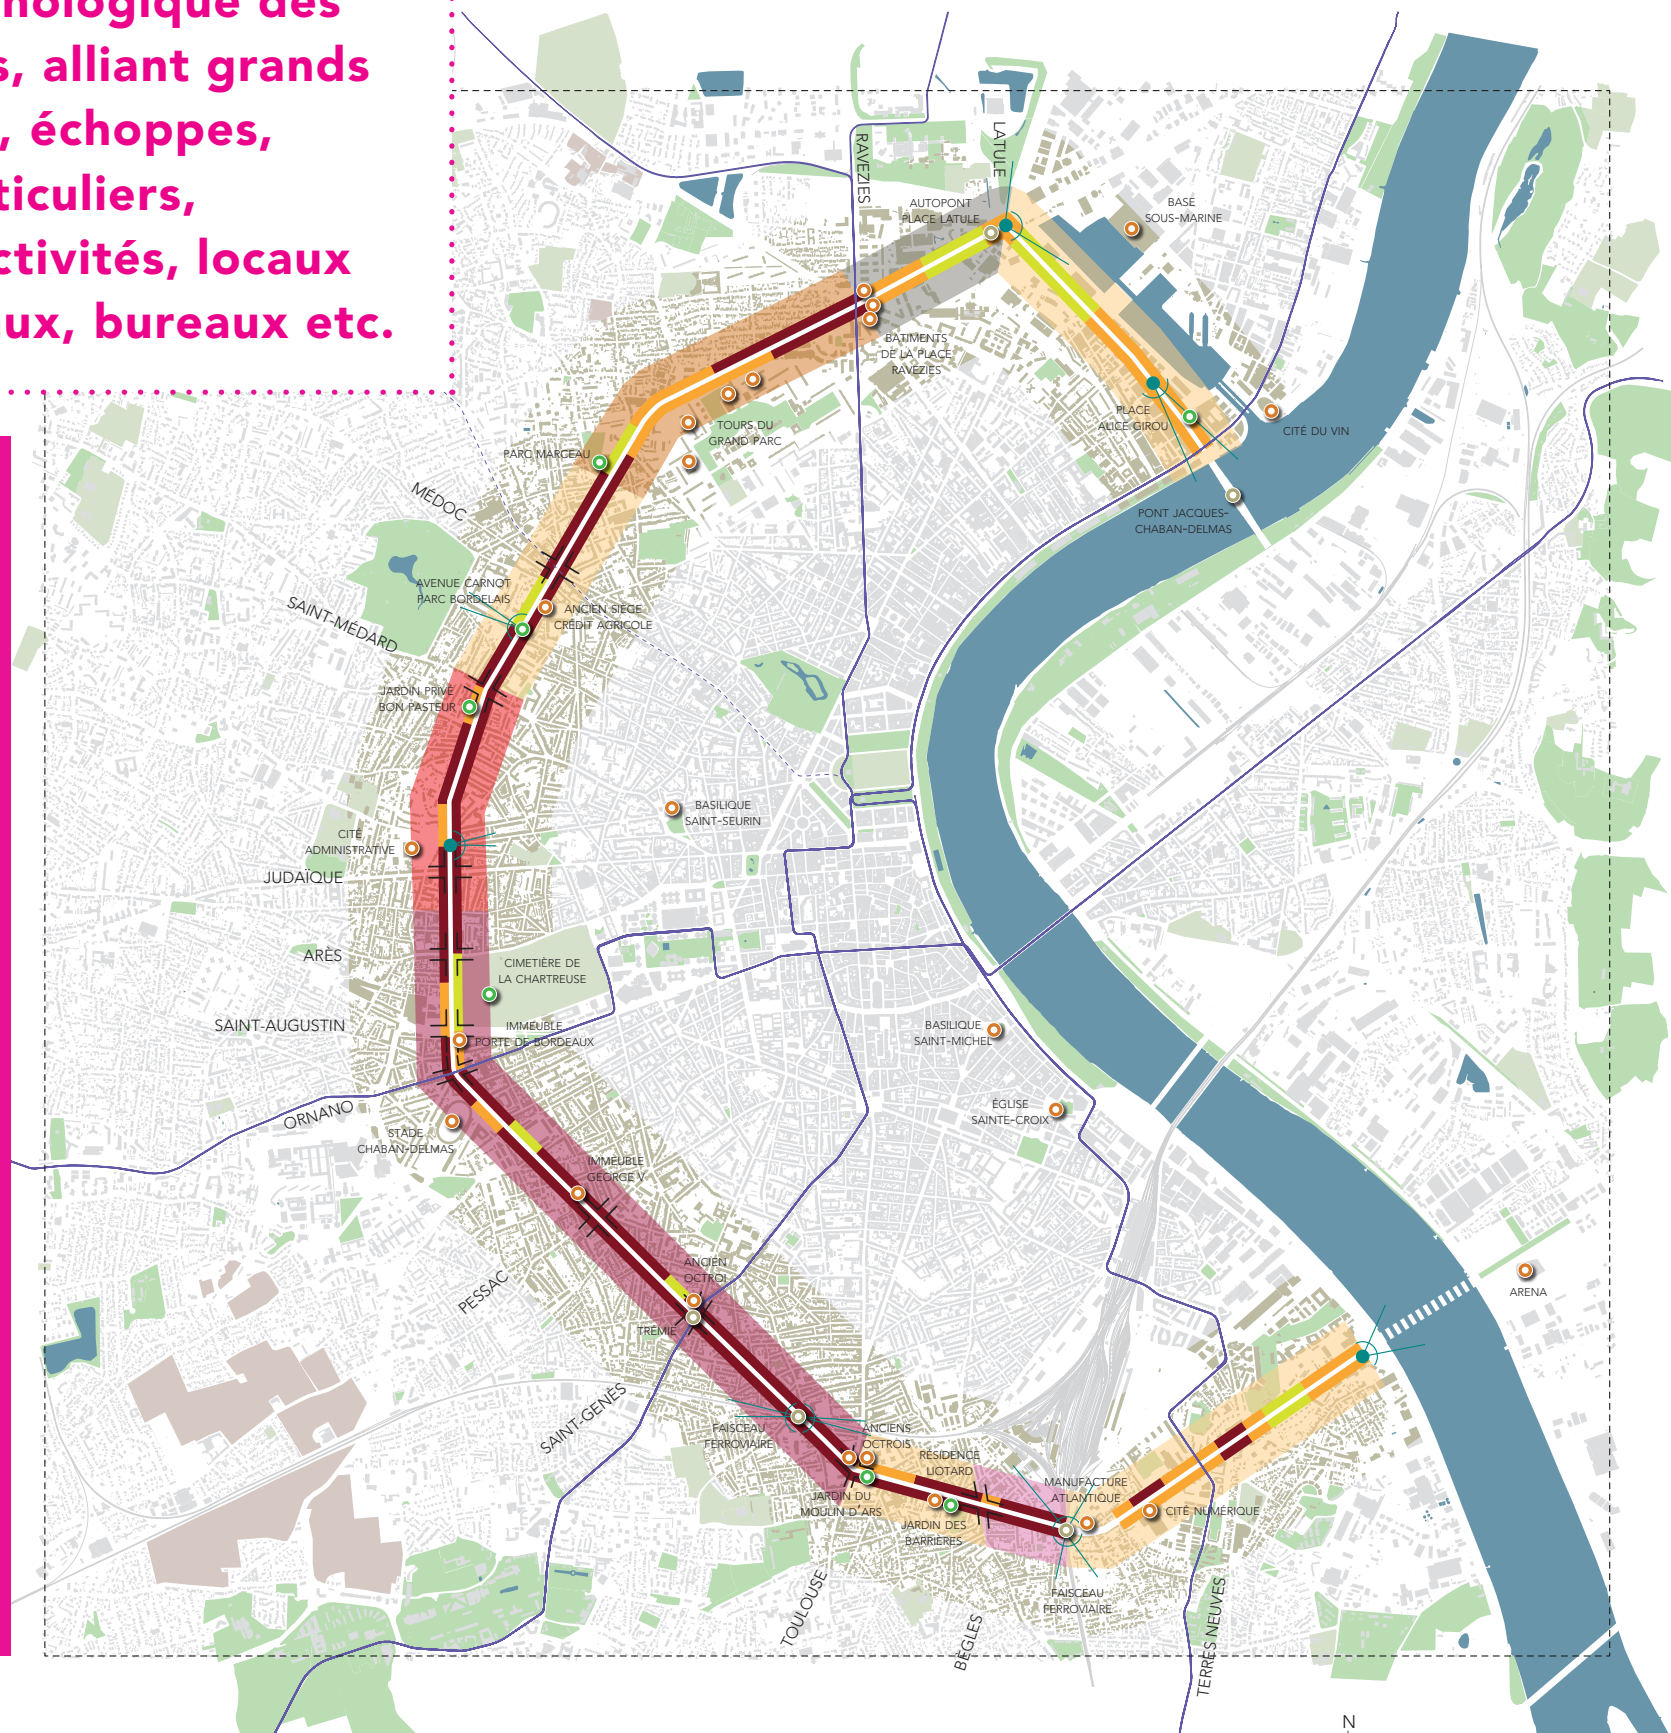 nologique des
s, alliant grands
, échoppes,
ticuliers,
ctivités, locaux
ux, bureaux etc.
RAVEZIES
LATULE
AUTOPONT
PLACE LATULE
BASE
SOUS-MARINE
BATIMENTS
DE LA PLACE
RAVEZIES
PLACE
ALICE GIROU
CITÉ DU VIN
TOURS DU
GRAND PARC
PARC MARCEAU
MÉDOC
PONT JACQUES-
CHABAN-DELMAS
AVENUE CARNOT
PARC BORDELAIS
ANCIEN SIÈGE
CRÉDIT AGRICOLE
SAINT-MÉDARD
JARDIN PRIVÉ
BON PASTEUR
BASILIQUE
SAINT-SEURIN
CITÉ
ADMINISTRATIVE
JUDAÏQUE
ARÈS
CIMETIÈRE DE
LA CHARTREUSE
SAINT-AUGUSTIN
IMMEUBLE
PORTE DE BORDEAUX
BASILIQUE
SAINT-MICHEL
ORNANO
ÉGLISE
SAINTE-CROIX
STADE
CHABAN-DELMAS
IMMEUBLE
GEORGE V
PESSAC
ANCIEN
OCTROI
TRÉMIE
ARENA
SAINT-GENÈS
FAISCEAU
FERROVIAIRE
ANCIENS
OCTROIS
RÉSIDENCE
LIOTARD
MANUFACTURE
ATLANTIQUE
JARDIN DU
MOULIN D'ARS
JARDIN DES
BARRIÈRES
CITÉ NUMÉRIQUE
FAISCEAU
FERROVIAIRE
TOULOUSE
BÈGLES
TERRES NEUVES
N